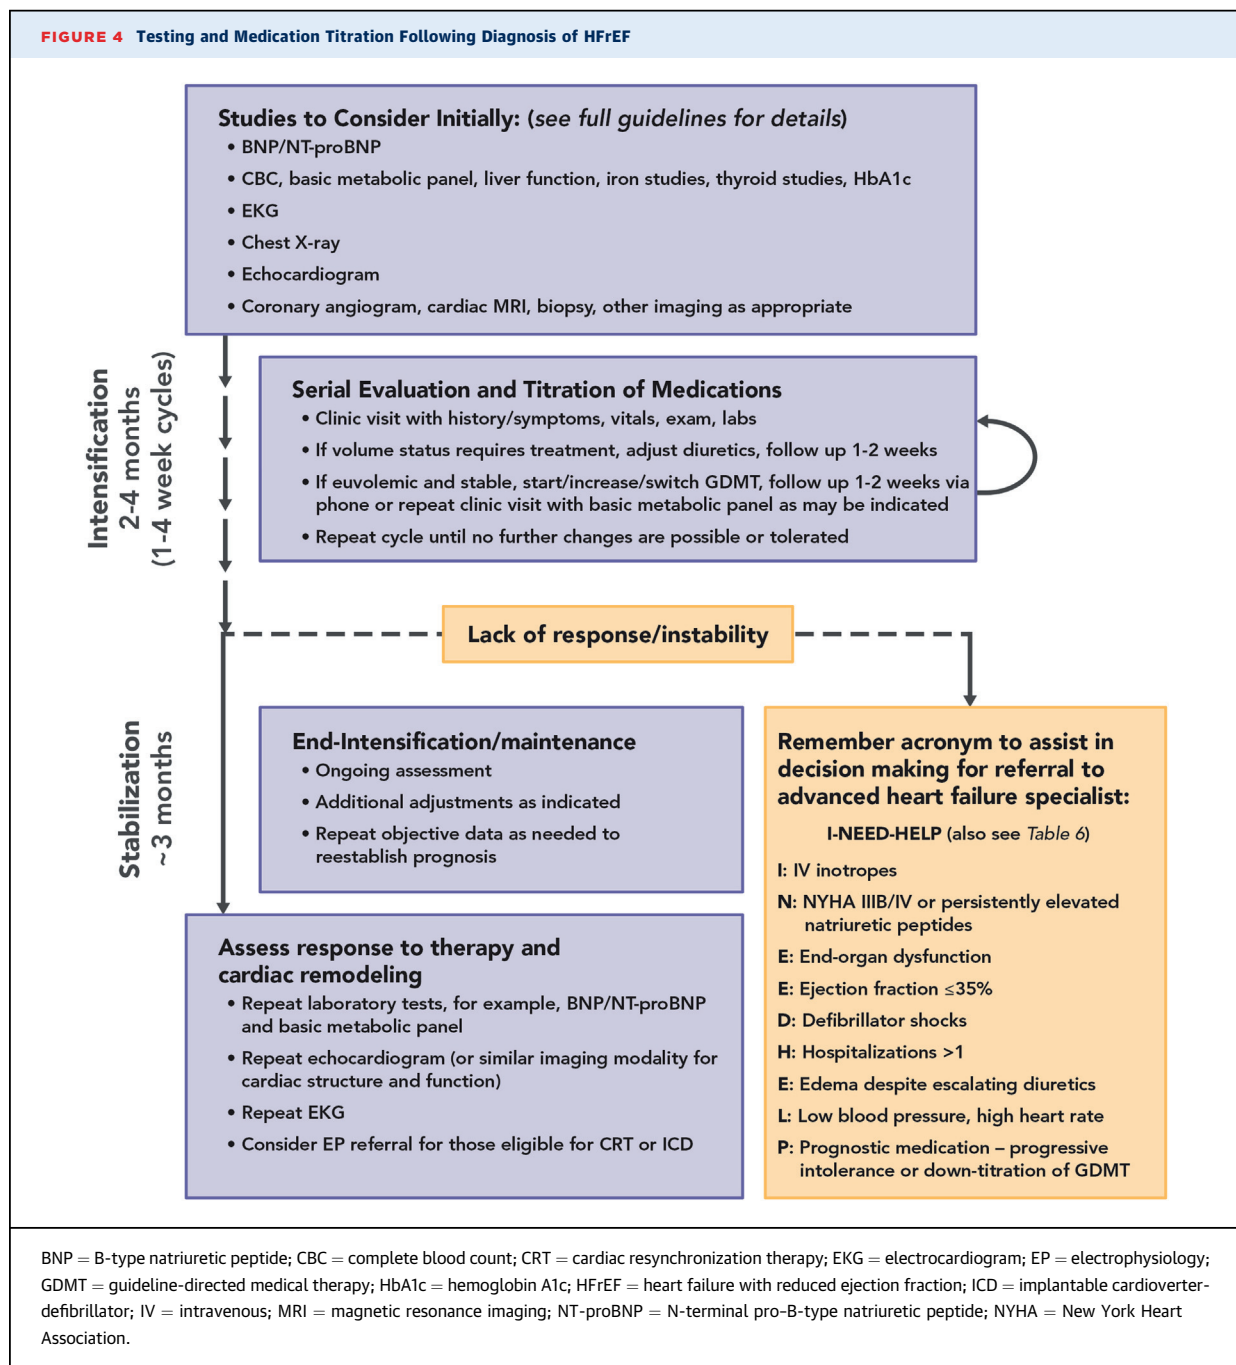 FIGURE 4 Testing and Medication Titration Following Diagnosis of HFrEF
Studies to Consider Initially: (see full guidelines for details)
• BNP/NT-proBNP
• CBC, basic metabolic panel, liver function, iron studies, thyroid studies, HbA1c
• EKG
• Chest X-ray
• Echocardiogram
• Coronary angiogram, cardiac MRI, biopsy, other imaging as appropriate
Intensification
2-4 months
(1-4 week cycles)
Serial Evaluation and Titration of Medications
• Clinic visit with history/symptoms, vitals, exam, labs
• If volume status requires treatment, adjust diuretics, follow up 1-2 weeks
• If euvolemic and stable, start/increase/switch GDMT, follow up 1-2 weeks via
phone or repeat clinic visit with basic metabolic panel as may be indicated
• Repeat cycle until no further changes are possible or tolerated
Lack of response/instability
Stabilization
~3 months
End-Intensification/maintenance
• Ongoing assessment
• Additional adjustments as indicated
• Repeat objective data as needed to
reestablish prognosis
Assess response to therapy and
cardiac remodeling
• Repeat laboratory tests, for example, BNP/NT-proBNP
and basic metabolic panel
• Repeat echocardiogram (or similar imaging modality for
cardiac structure and function)
• Repeat EKG
• Consider EP referral for those eligible for CRT or ICD
Remember acronym to assist in
decision making for referral to
advanced heart failure specialist:
I-NEED-HELP (also see Table 6)
I: IV inotropes
N: NYHA IIIB/IV or persistently elevated
natriuretic peptides
E: End-organ dysfunction
E: Ejection fraction ≤35%
D: Defibrillator shocks
H: Hospitalizations >1
E: Edema despite escalating diuretics
L: Low blood pressure, high heart rate
P: Prognostic medication – progressive
intolerance or down-titration of GDMT
BNP = B-type natriuretic peptide; CBC = complete blood count; CRT = cardiac resynchronization therapy; EKG = electrocardiogram; EP = electrophysiology;
GDMT = guideline-directed medical therapy; HbA1c = hemoglobin A1c; HFrEF = heart failure with reduced ejection fraction; ICD = implantable cardioverter-
defibrillator; IV = intravenous; MRI = magnetic resonance imaging; NT-proBNP = N-terminal pro–B-type natriuretic peptide; NYHA = New York Heart
Association.